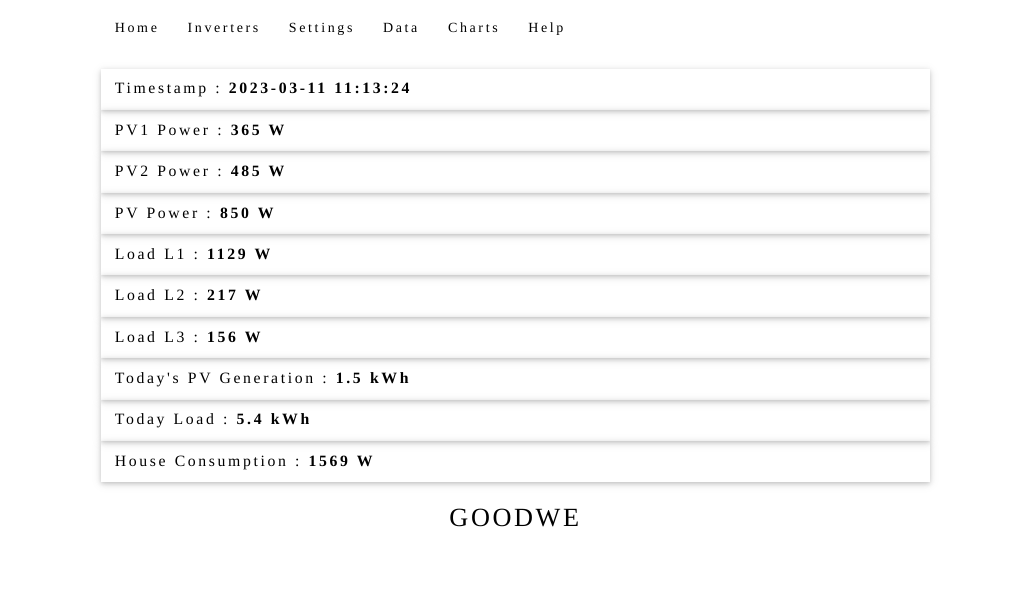 Home Inverters Settings Data Charts Help
Timestamp : 2023-03-11 11:13:24
PV1 Power : 365 W
PV2 Power : 485 W
PV Power : 850 W
Load L1 : 1129 W
Load L2 : 217 W
Load L3 : 156 W
Today's PV Generation : 1.5 kWh
Today Load : 5.4 kWh
House Consumption : 1569 W
GOODWE